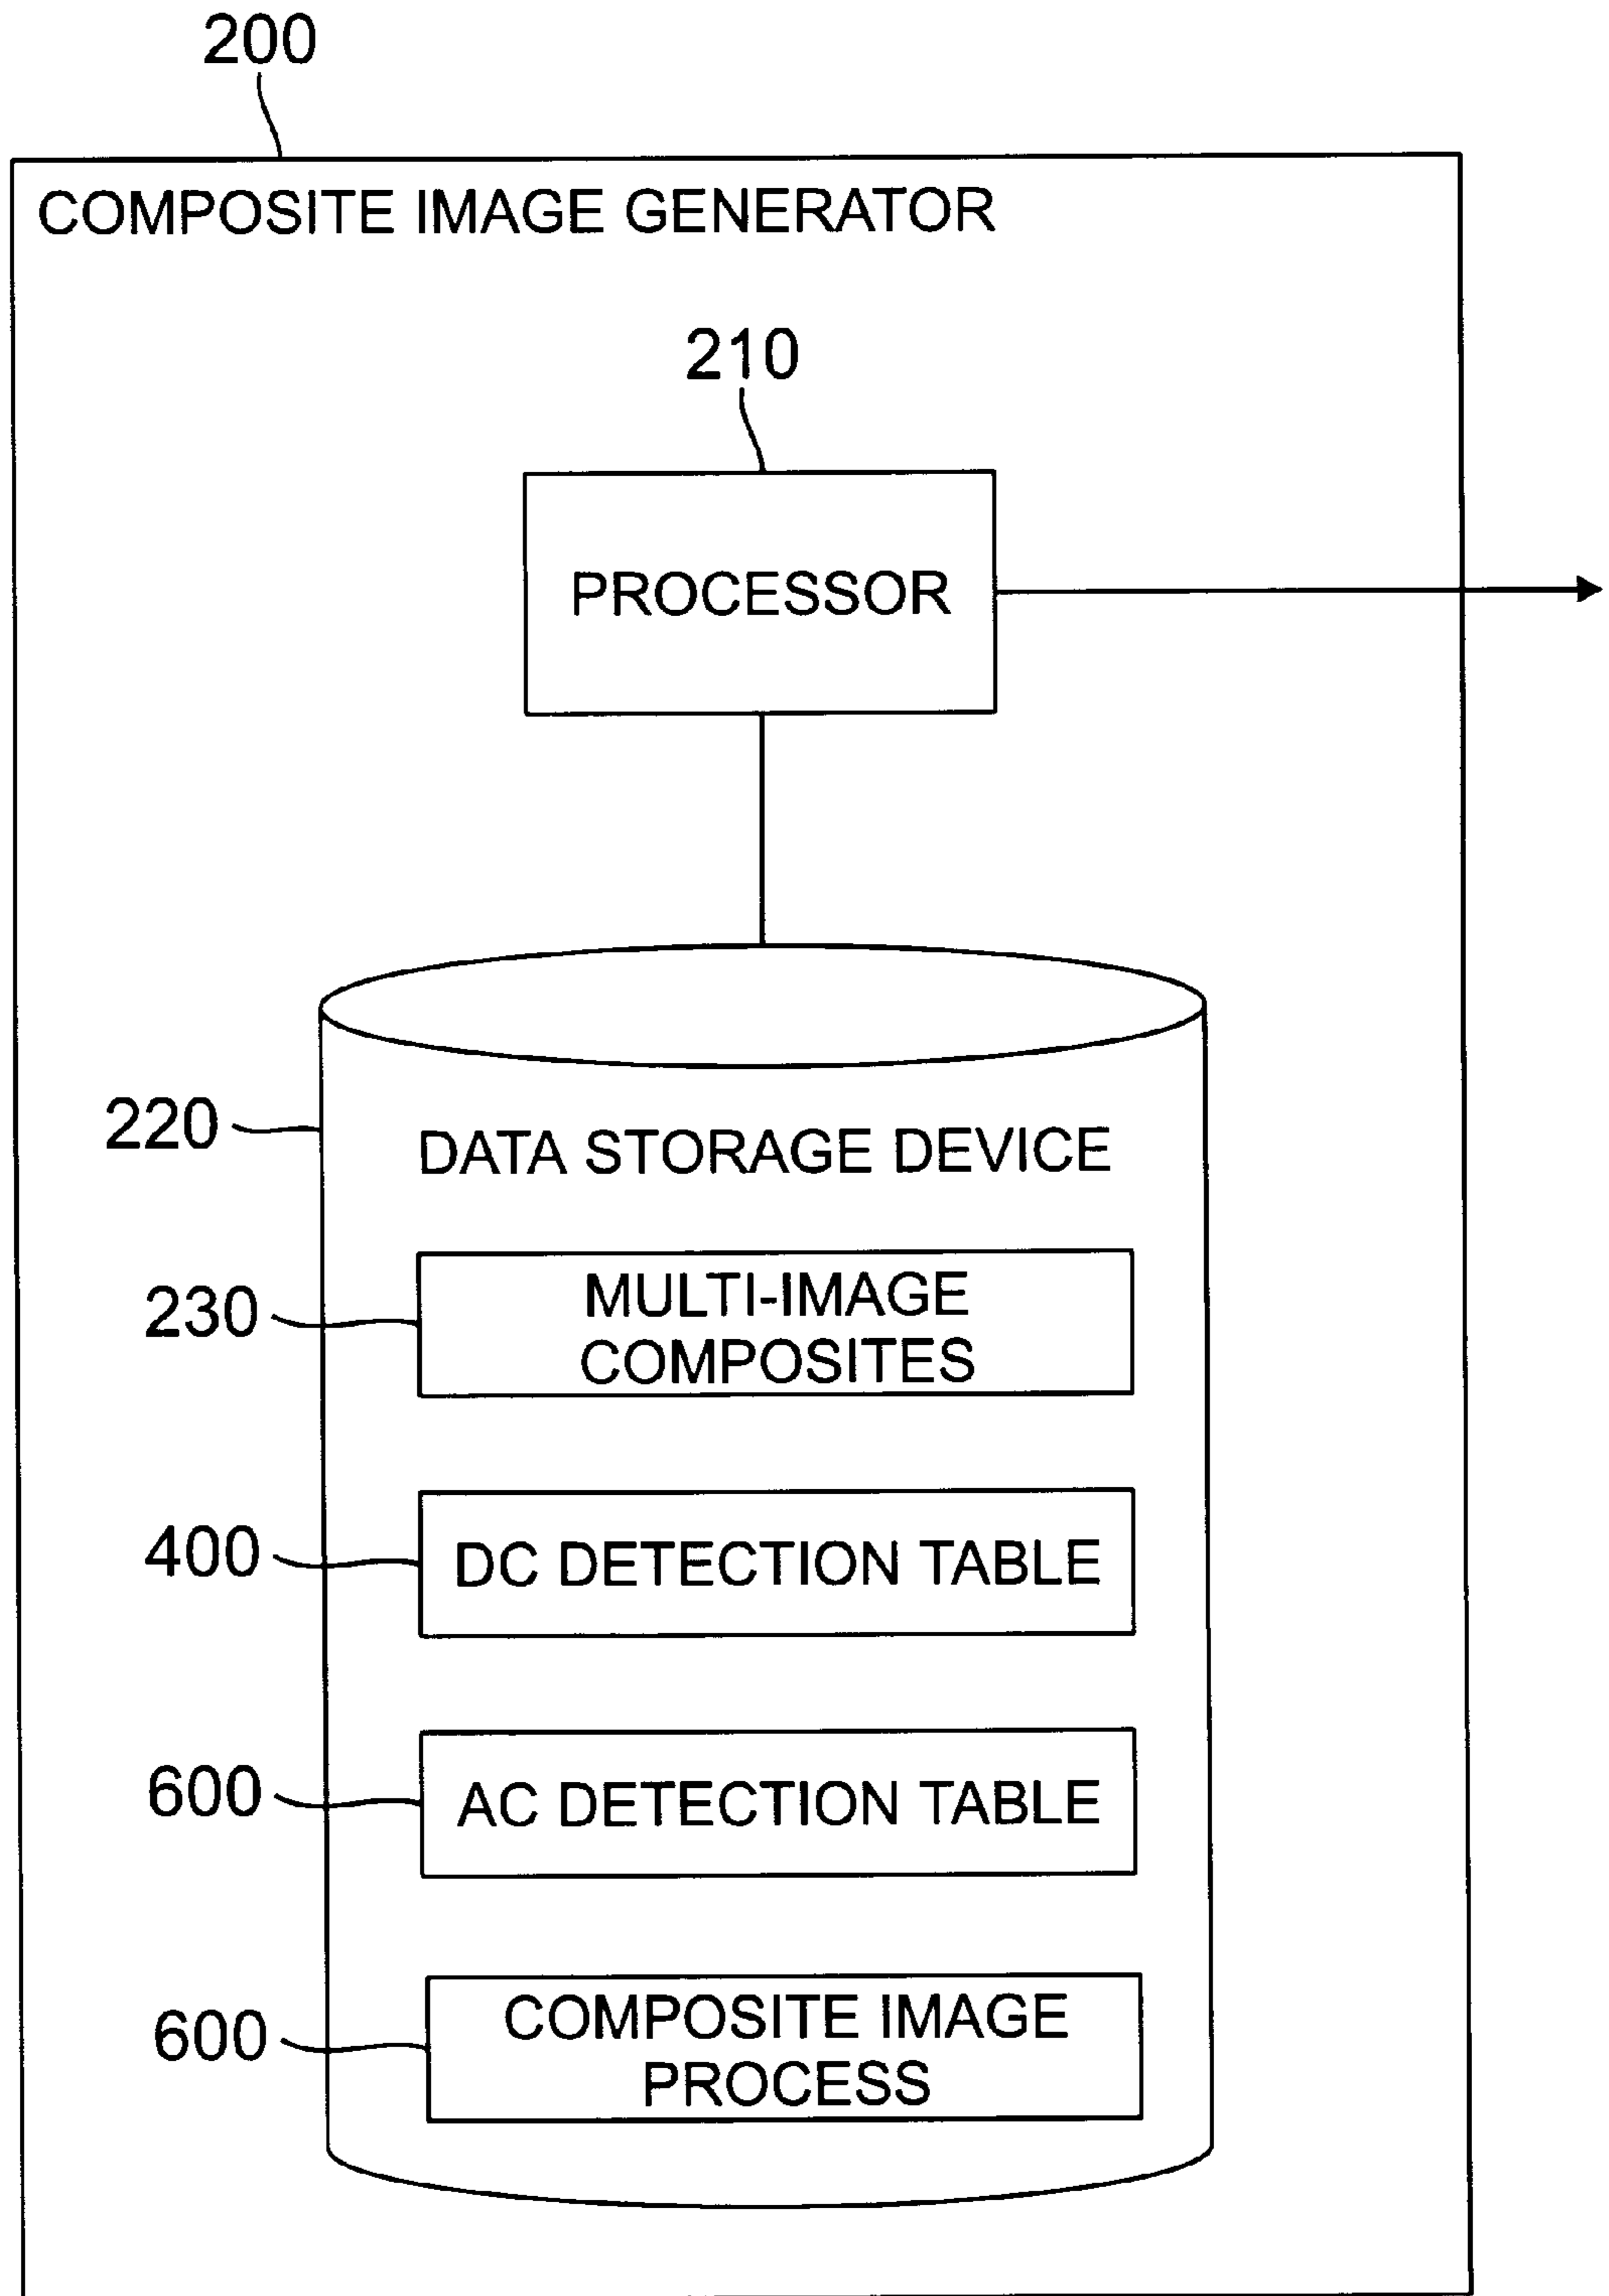 200
COMPOSITE IMAGE GENERATOR
210
PROCESSOR
220
DATA STORAGE DEVICE
230
MULTI-IMAGE
COMPOSITES
400
DC DETECTION TABLE
600
AC DETECTION TABLE
600
COMPOSITE IMAGE
PROCESS